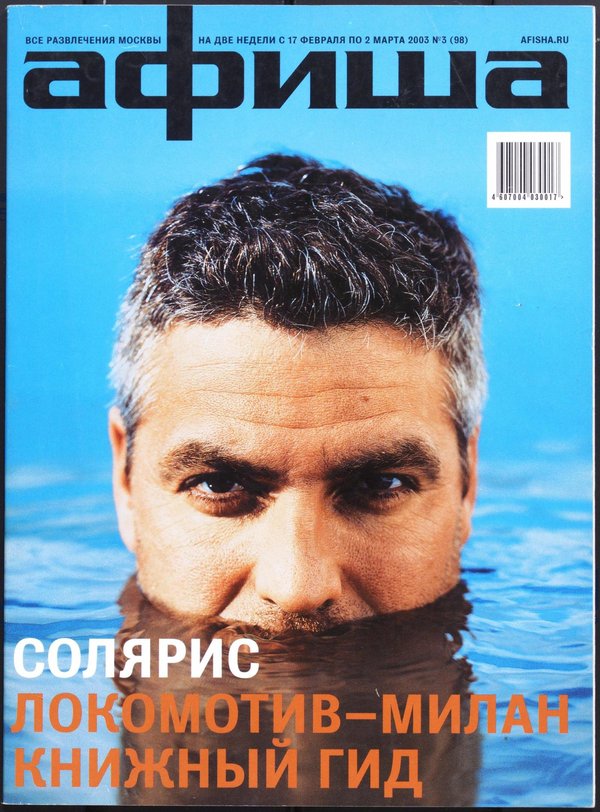 ВСЕ РАЗВЛЕЧЕНИЯ МОСКВЫ НА ДВЕ НЕДЕЛИ С 17 ФЕВРАЛЯ ПО 2 МАРТА 2003 №3 (98) AFISHA.RU
афиша
4 607004 030017 >
СОЛЯРИС
ЛОКОМОТИВ–МИЛАН
КНИЖНЫЙ ГИД